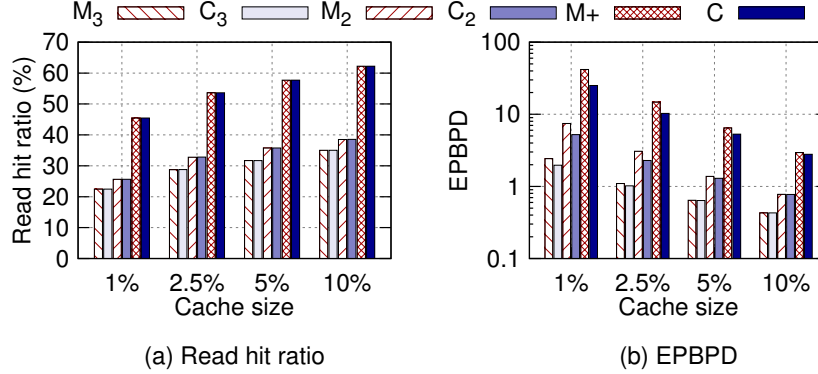 M3 C3 M2 C2 M+ C
Read hit ratio (%)
70
60
50
40
30
20
10
0
1% 2.5% 5% 10%
Cache size
(a) Read hit ratio
EPBPD
100
10
1
0.1
1% 2.5% 5% 10%
Cache size
(b) EPBPD